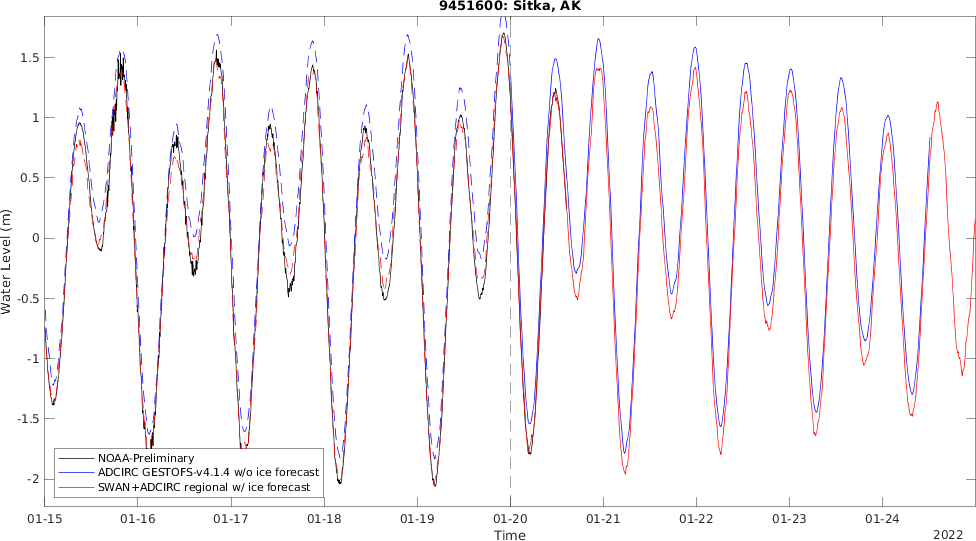 9451600: Sitka, AK
1.5
1
0.5
0
-0.5
-1
-1.5
-2
Water Level (m)
NOAA-Preliminary
ADCIRC GESTOFS-v4.1.4 w/o ice forecast
SWAN+ADCIRC regional w/ ice forecast
01-15 01-16 01-17 01-18 01-19 01-20 01-21 01-22 01-23 01-24
Time
2022